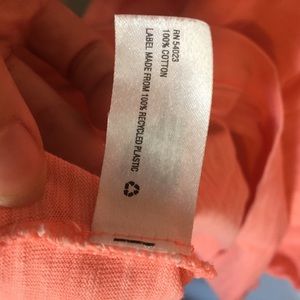 RN 54023
100% COTTON
LABEL MADE FROM 100% RECYCLED PLASTIC